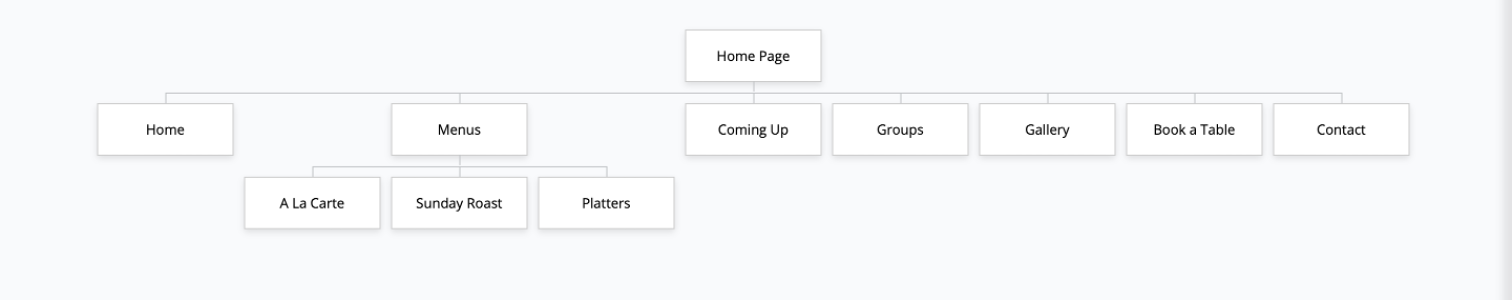 Home Page
Home
Menus
Coming Up
Groups
Gallery
Book a Table
Contact
A La Carte
Sunday Roast
Platters